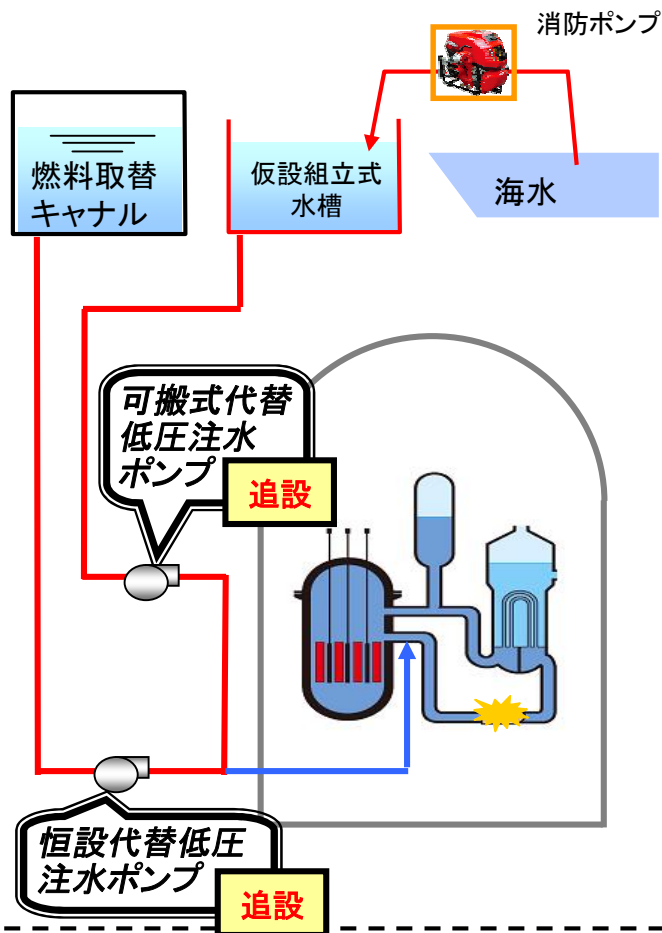 消防ポンプ
燃料取替
キャナル
仮設組立式
水槽
海水
可搬式代替
低圧注水
ポンプ
追設
恒設代替低圧
注水ポンプ
追設